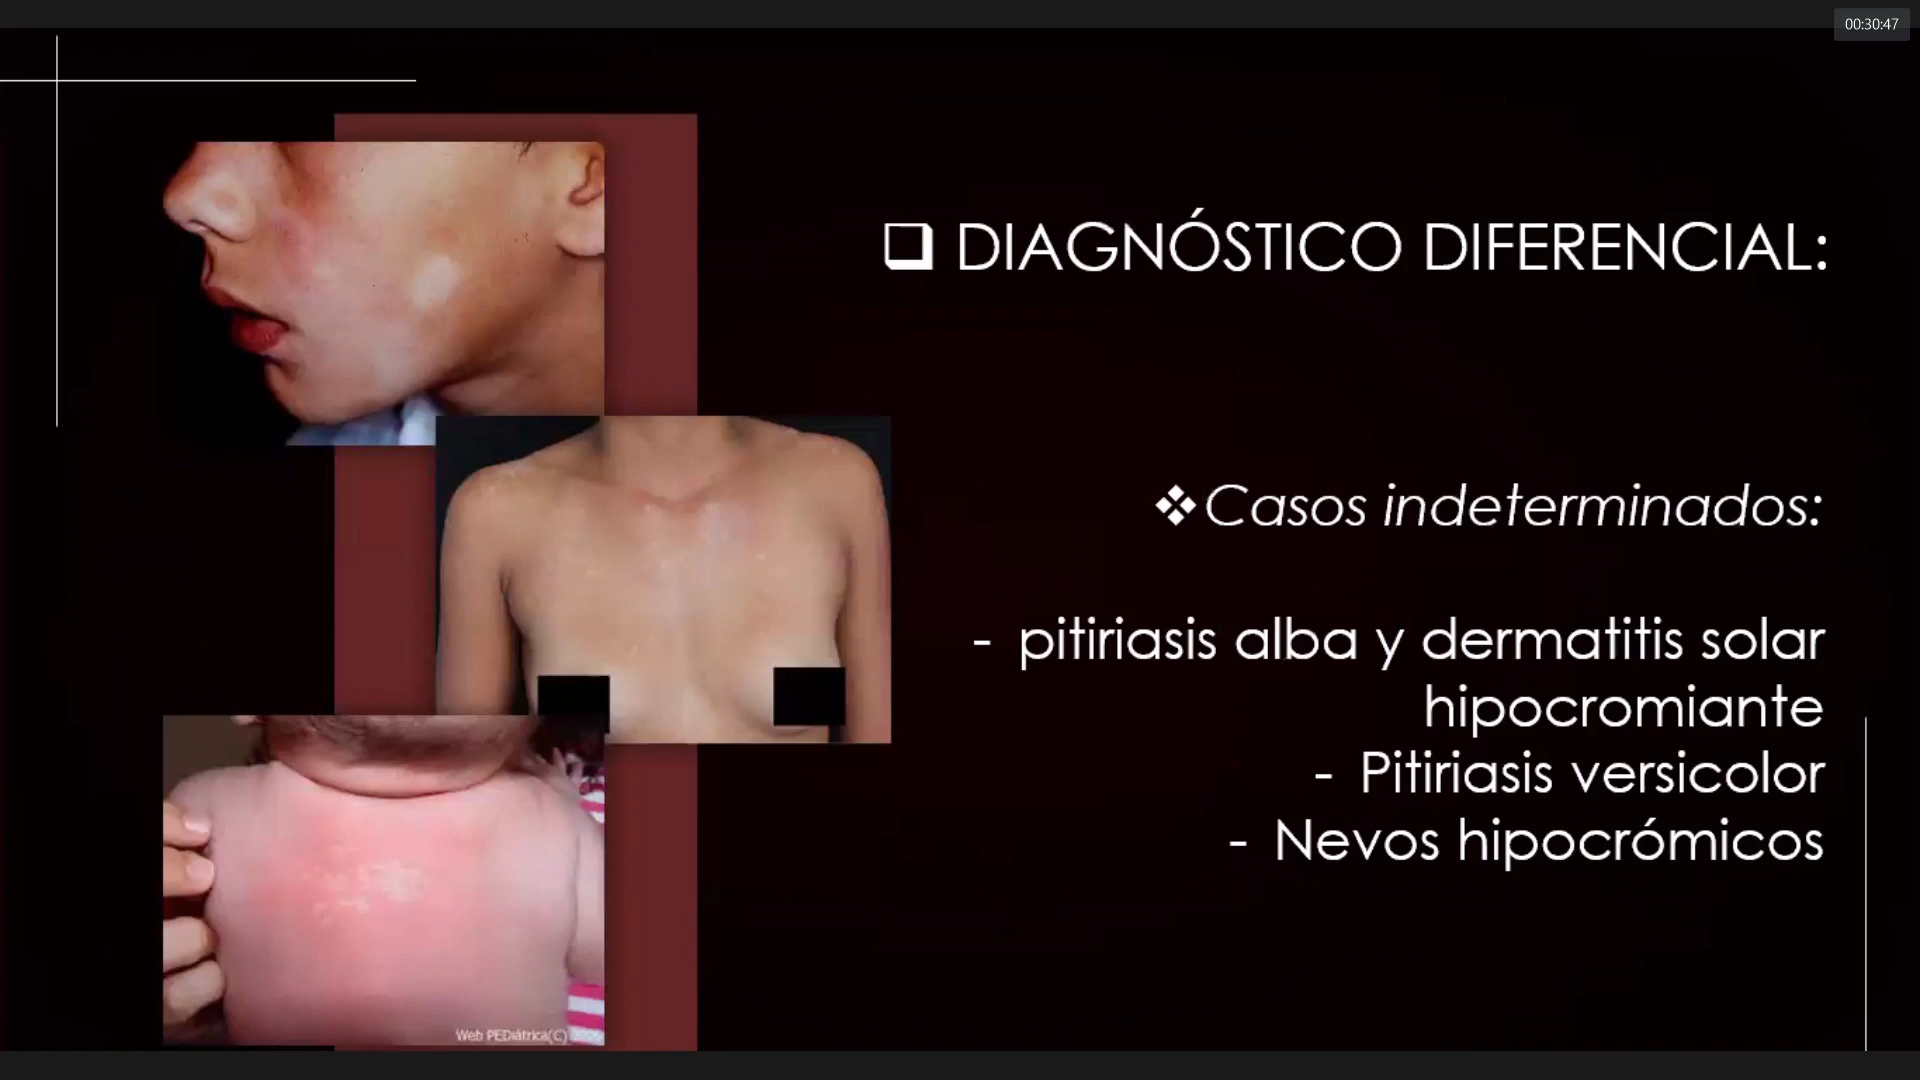 00:30:47
DIAGNÓSTICO DIFERENCIAL:
Casos indeterminados:
- pitiriasis alba y dermatitis solar
hipocromiante
- Pitiriasis versicolor
- Nevos hipocrómicos
Web PEDiátrica(C)